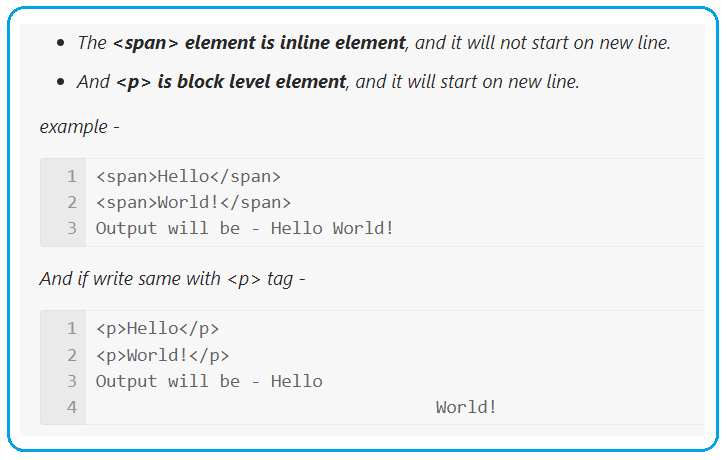 • The <span> element is inline element, and it will not start on new line.
• And <p> is block level element, and it will start on new line.
example -
1 <span>Hello</span>
2 <span>World!</span>
3 Output will be - Hello World!
And if write same with <p> tag -
1 <p>Hello</p>
2 <p>World!</p>
3 Output will be - Hello
4 World!